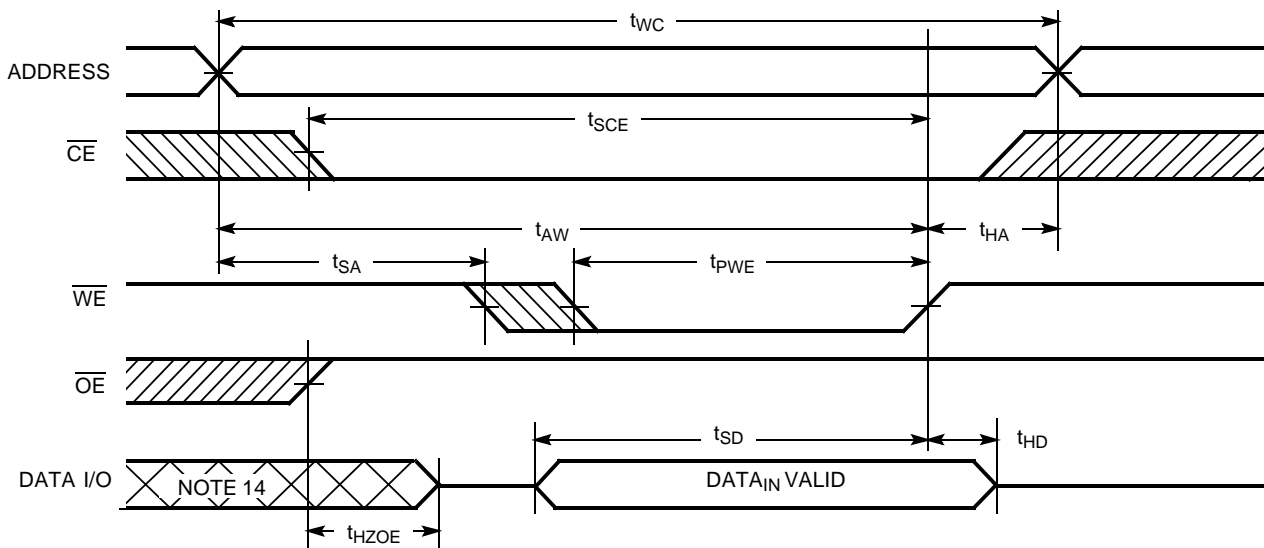 tWC
ADDRESS
tSCE
CE
tAW
tHA
tSA
tPWE
WE
OE
tSD
tHD
DATA I/O
NOTE 14
DATAIN VALID
tHZOE